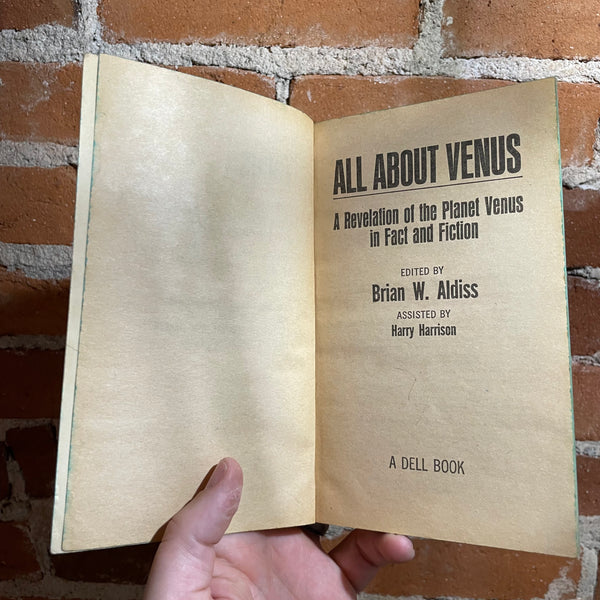 ALL ABOUT VENUS
A Revelation of the Planet Venus
in Fact and Fiction
EDITED BY
Brian W. Aldiss
ASSISTED BY
Harry Harrison
A DELL BOOK